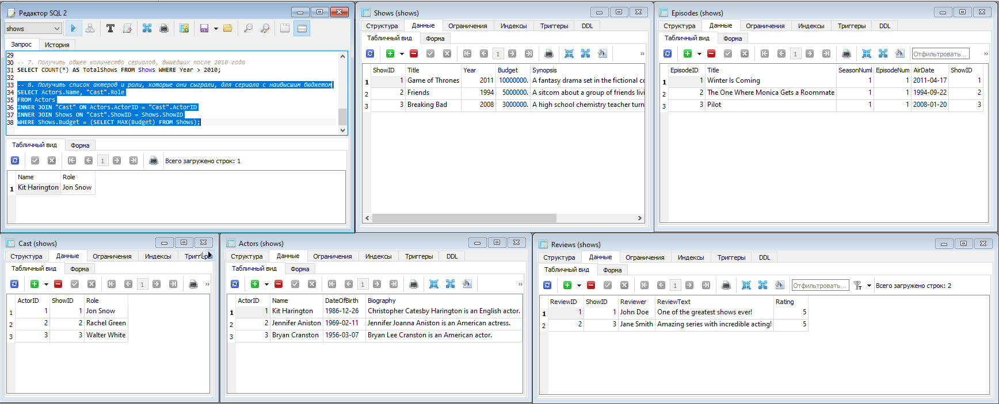 Редактор SQL 2
shows
Запрос История
29
30 -- 7. Получить общее количество сериалов, вышедших после 2010 года
31 SELECT COUNT(*) AS TotalShows FROM Shows WHERE Year > 2010;
32
33 -- 8. Получить список актеров и роли, которые они сыграли, для сериала с наивысшим бюджетом
34 SELECT Actors.Name, "Cast".Role
35 FROM Actors
36 INNER JOIN "Cast" ON Actors.ActorID = "Cast".ActorID
37 INNER JOIN Shows ON "Cast".ShowID = Shows.ShowID
38 WHERE Shows.Budget = (SELECT MAX(Budget) FROM Shows);
Табличный вид Форма
1 Всего загружено строк: 1
Name Role
1 Kit Harington Jon Snow
Shows (shows)
Структура Данные Ограничения Индексы Триггеры DDL
Табличный вид Форма
1 »
ShowID Title Year Budget Synopsis
1 1 Game of Thrones 2011 10000000. A fantasy drama set in the fictional co
2 2 Friends 1994 5000000. A sitcom about a group of friends livi
3 3 Breaking Bad 2008 3000000. A high school chemistry teacher turn
Episodes (shows)
Структура Данные Ограничения Индексы Триггеры DDL
Табличный вид Форма
1 Отфильтровать... »
EpisodeID Title SeasonNuml EpisodeNum AirDate ShowID
1 1 Winter Is Coming 1 1 2011-04-17 1
2 2 The One Where Monica Gets a Roommate 1 1 1994-09-22 2
3 3 Pilot 1 1 2008-01-20 3
Cast (shows)
Структура Данные Ограничения Индексы Триггеры
Табличный вид Форма
1 »
ActorID ShowID Role
1 1 1 Jon Snow
2 2 2 Rachel Green
3 3 3 Walter White
Actors (shows)
Структура Данные Ограничения Индексы Триггеры DDL
Табличный вид Форма
1 »
ActorID Name DateOfBirth Biography
1 1 Kit Harington 1986-12-26 Christopher Catesby Harington is an English actor.
2 2 Jennifer Aniston 1969-02-11 Jennifer Joanna Aniston is an American actress.
3 3 Bryan Cranston 1956-03-07 Bryan Lee Cranston is an American actor.
Reviews (shows)
Структура Данные Ограничения Индексы Триггеры DDL
Табличный вид Форма
1 Отфильтровать... Всего загружено строк: 2
ReviewID ShowID Reviewer ReviewText Rating
1 1 1 John Doe One of the greatest shows ever! 5
2 2 3 Jane Smith Amazing series with incredible acting! 5